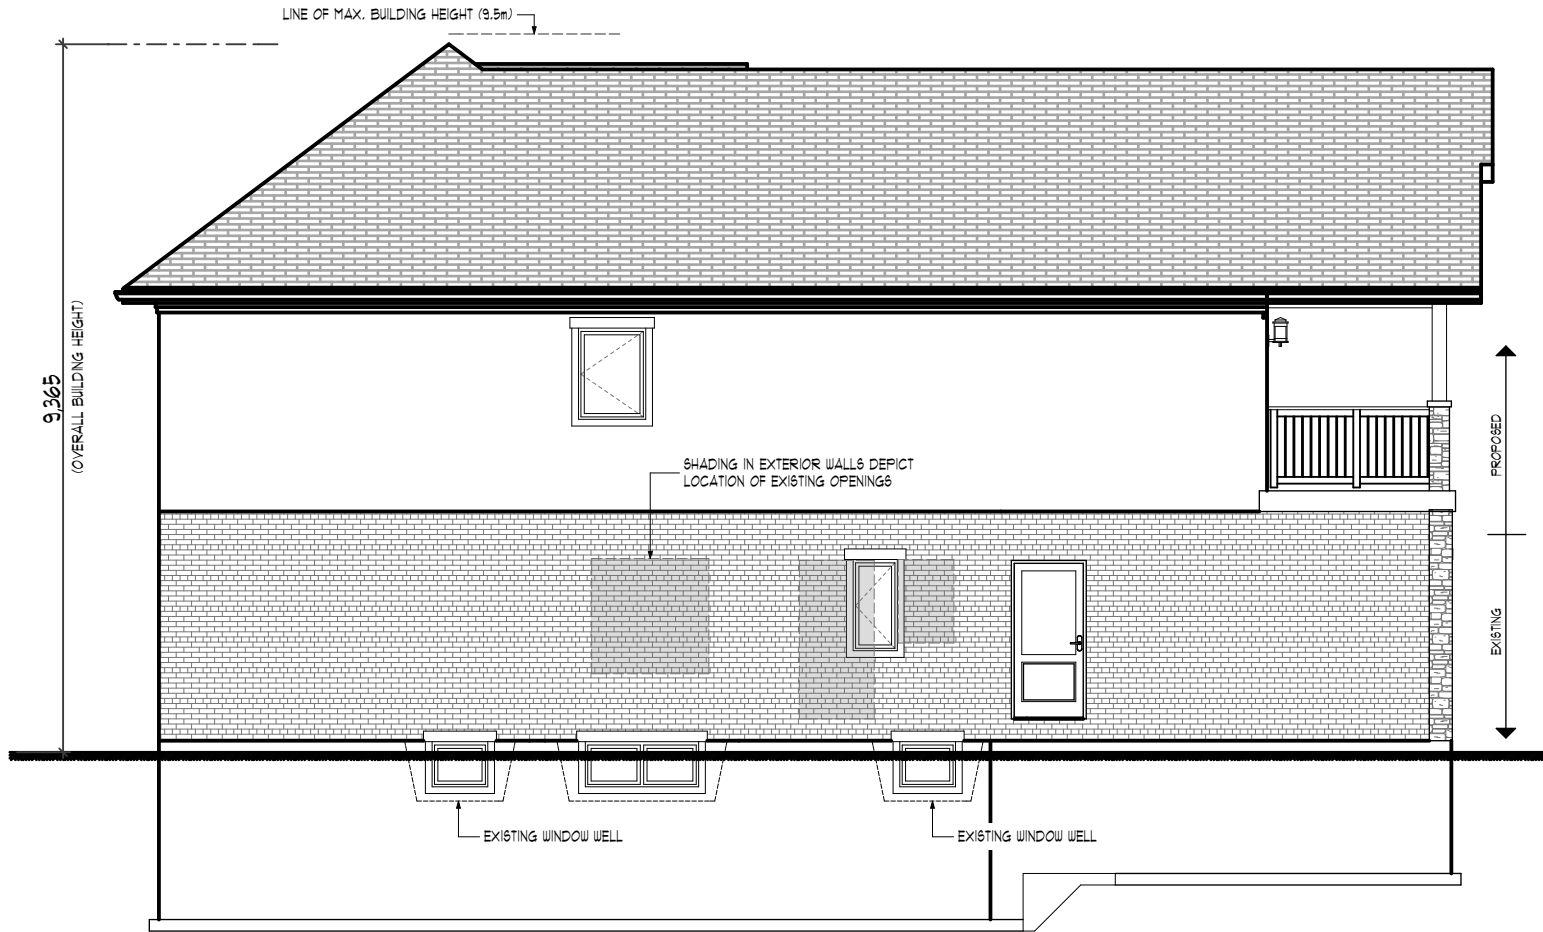 LINE OF MAX. BUILDING HEIGHT (9.5m)
9,365
(OVERALL BUILDING HEIGHT)
SHADING IN EXTERIOR WALLS DEPICT
LOCATION OF EXISTING OPENINGS
PROPOSED
EXISTING
EXISTING WINDOW WELL
EXISTING WINDOW WELL